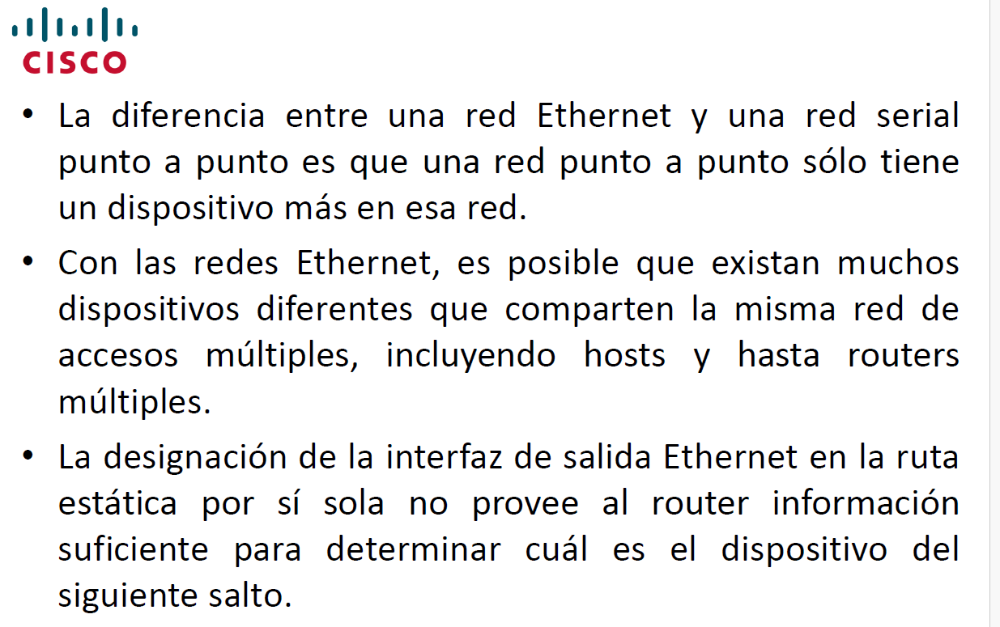 CISCO
• La diferencia entre una red Ethernet y una red serial
punto a punto es que una red punto a punto sólo tiene
un dispositivo más en esa red.
• Con las redes Ethernet, es posible que existan muchos
dispositivos diferentes que comparten la misma red de
accesos múltiples, incluyendo hosts y hasta routers
múltiples.
• La designación de la interfaz de salida Ethernet en la ruta
estática por sí sola no provee al router información
suficiente para determinar cuál es el dispositivo del
siguiente salto.